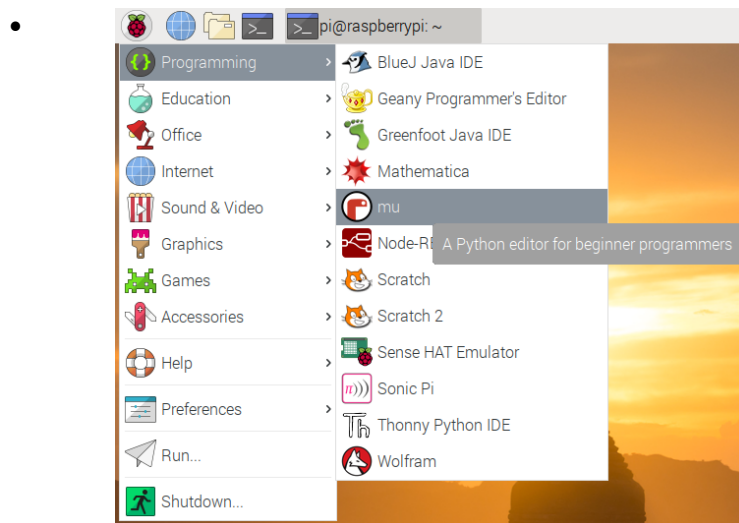 pi@raspberrypi: ~
Programming
Education
Office
Internet
Sound & Video
Graphics
Games
Accessories
Help
Preferences
Run...
Shutdown...
BlueJ Java IDE
Geany Programmer's Editor
Greenfoot Java IDE
Mathematica
mu
A Python editor for beginner programmers
Scratch
Scratch 2
Sense HAT Emulator
Sonic Pi
Thonny Python IDE
Wolfram